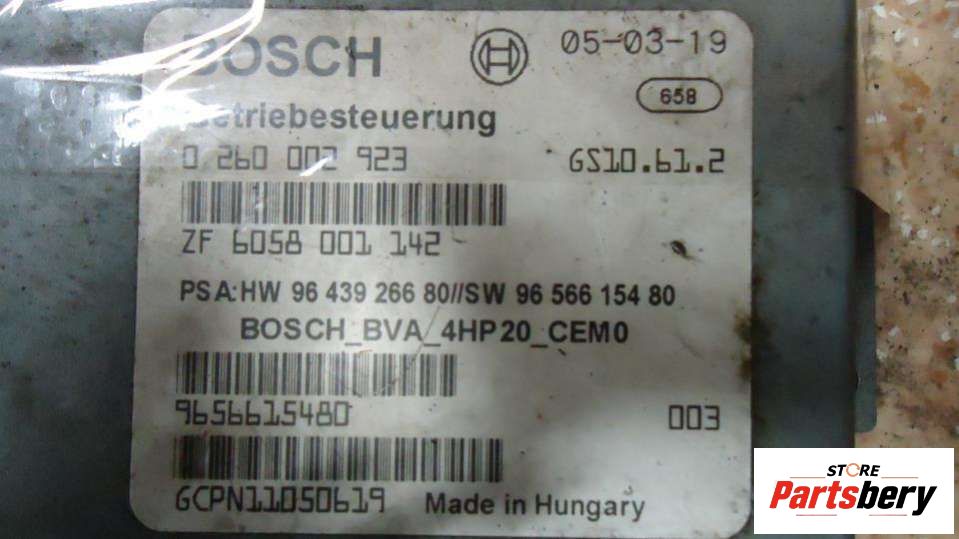 BOSCH 05-03-19
658
Getriebesteuerung
0 260 002 923 GS10.61.2
ZF 6058 001 142
PSA:HW 96 439 266 80//SW 96 566 154 80
BOSCH_BVA_4HP20_CEM0
9656615480 003
GCPN11050619 Made in Hungary
STORE
Partsbery